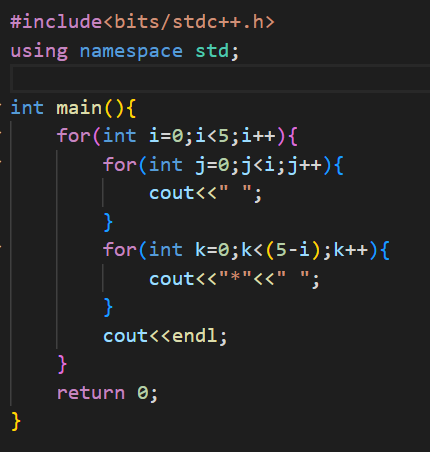 #include<bits/stdc++.h>
using namespace std;
int main(){
    for(int i=0;i<5;i++){
        for(int j=0;j<i;j++){
            cout<<" ";
        }
        for(int k=0;k<(5-i);k++){
            cout<<"*"<<" ";
        }
        cout<<endl;
    }
    return 0;
}